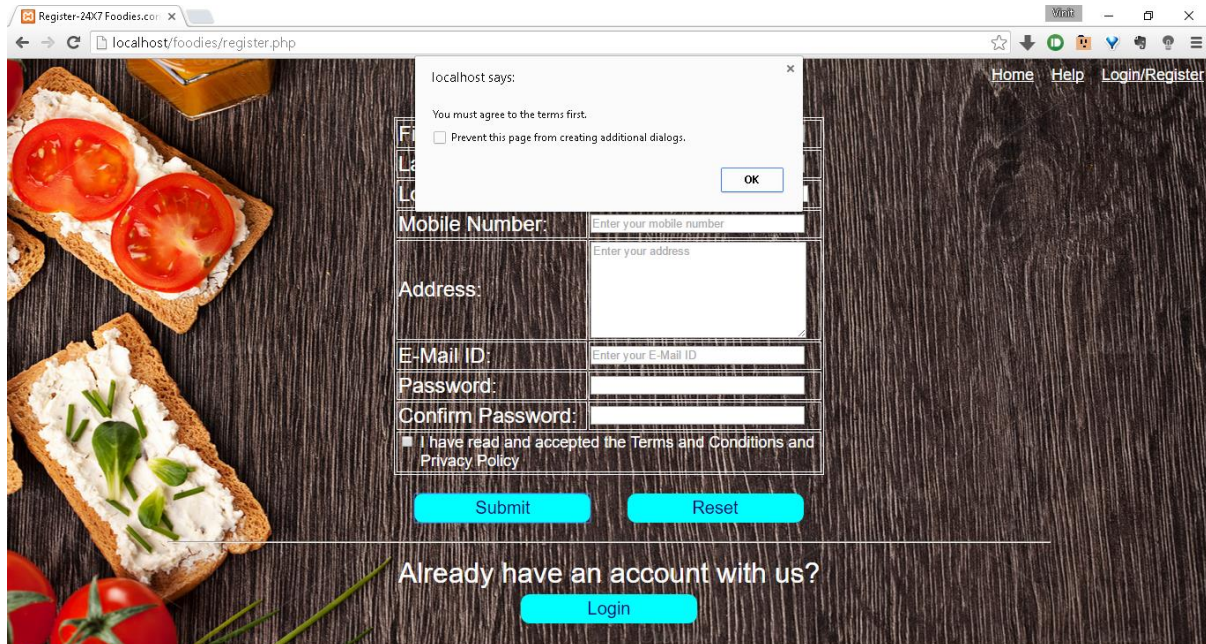 Register-24X7 Foodies.con
Vinit
localhost/foodies/register.php
Home Help Login/Register
localhost says:
You must agree to the terms first.
Prevent this page from creating additional dialogs.
OK
Mobile Number:
Enter your mobile number
Address:
Enter your address
E-Mail ID:
Enter your E-Mail ID
Password:
Confirm Password:
I have read and accepted the Terms and Conditions and
Privacy Policy
Submit Reset
Already have an account with us?
Login